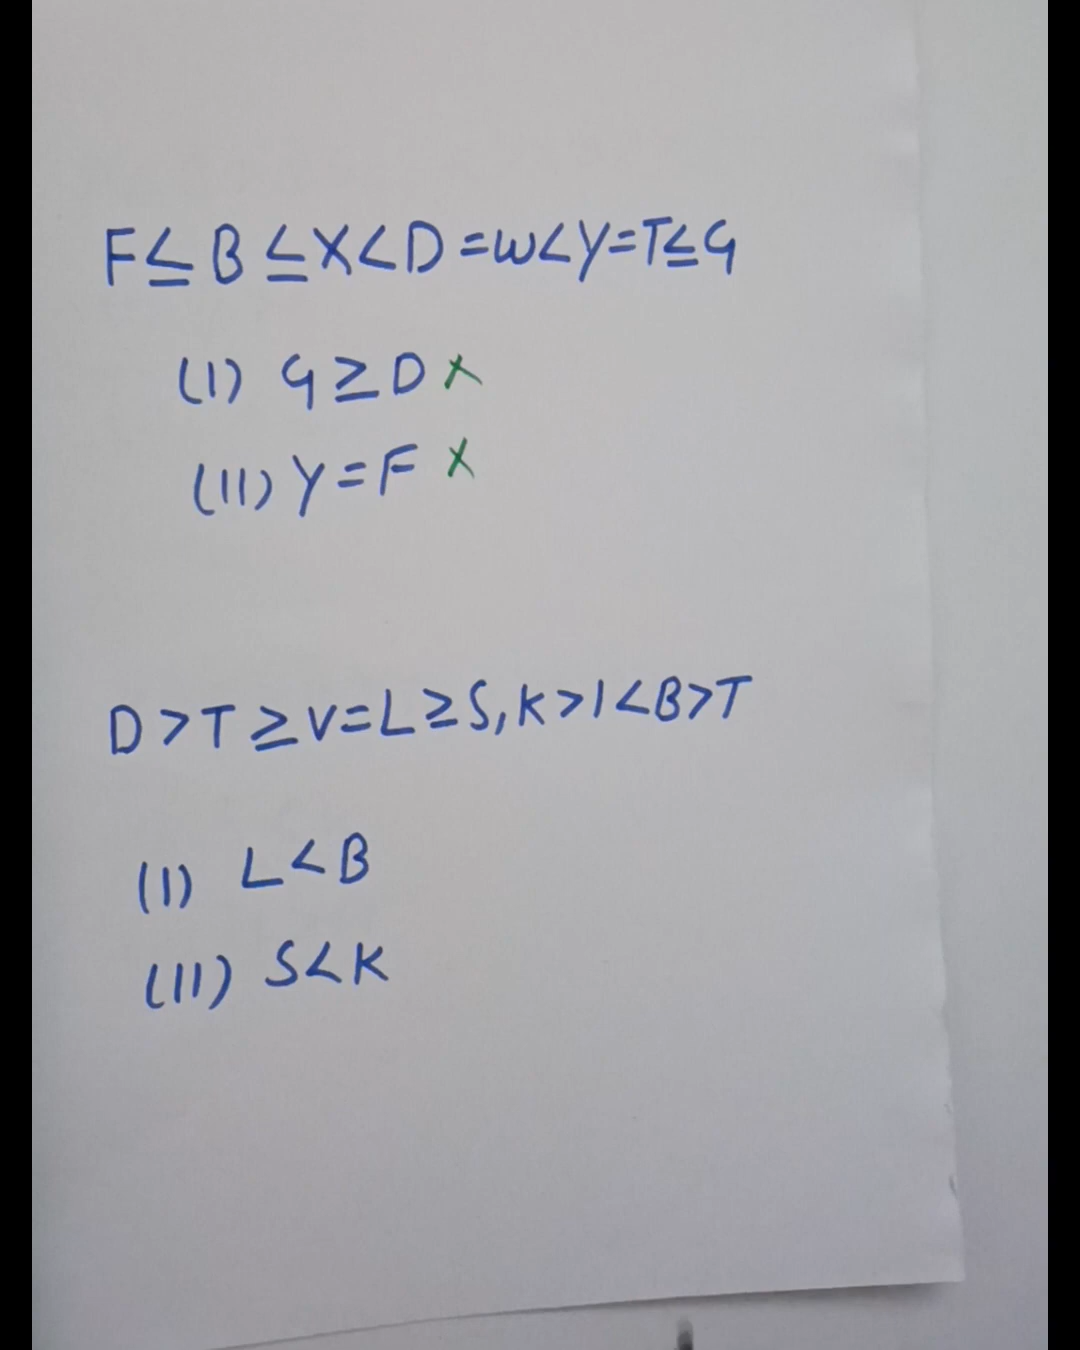 F≤B≤X<D=W<Y=T≤G
(I) G≥D ×
(II) Y=F ×
D>T≥V=L≥S, K>I<B>T
(I) L<B
(II) S<K